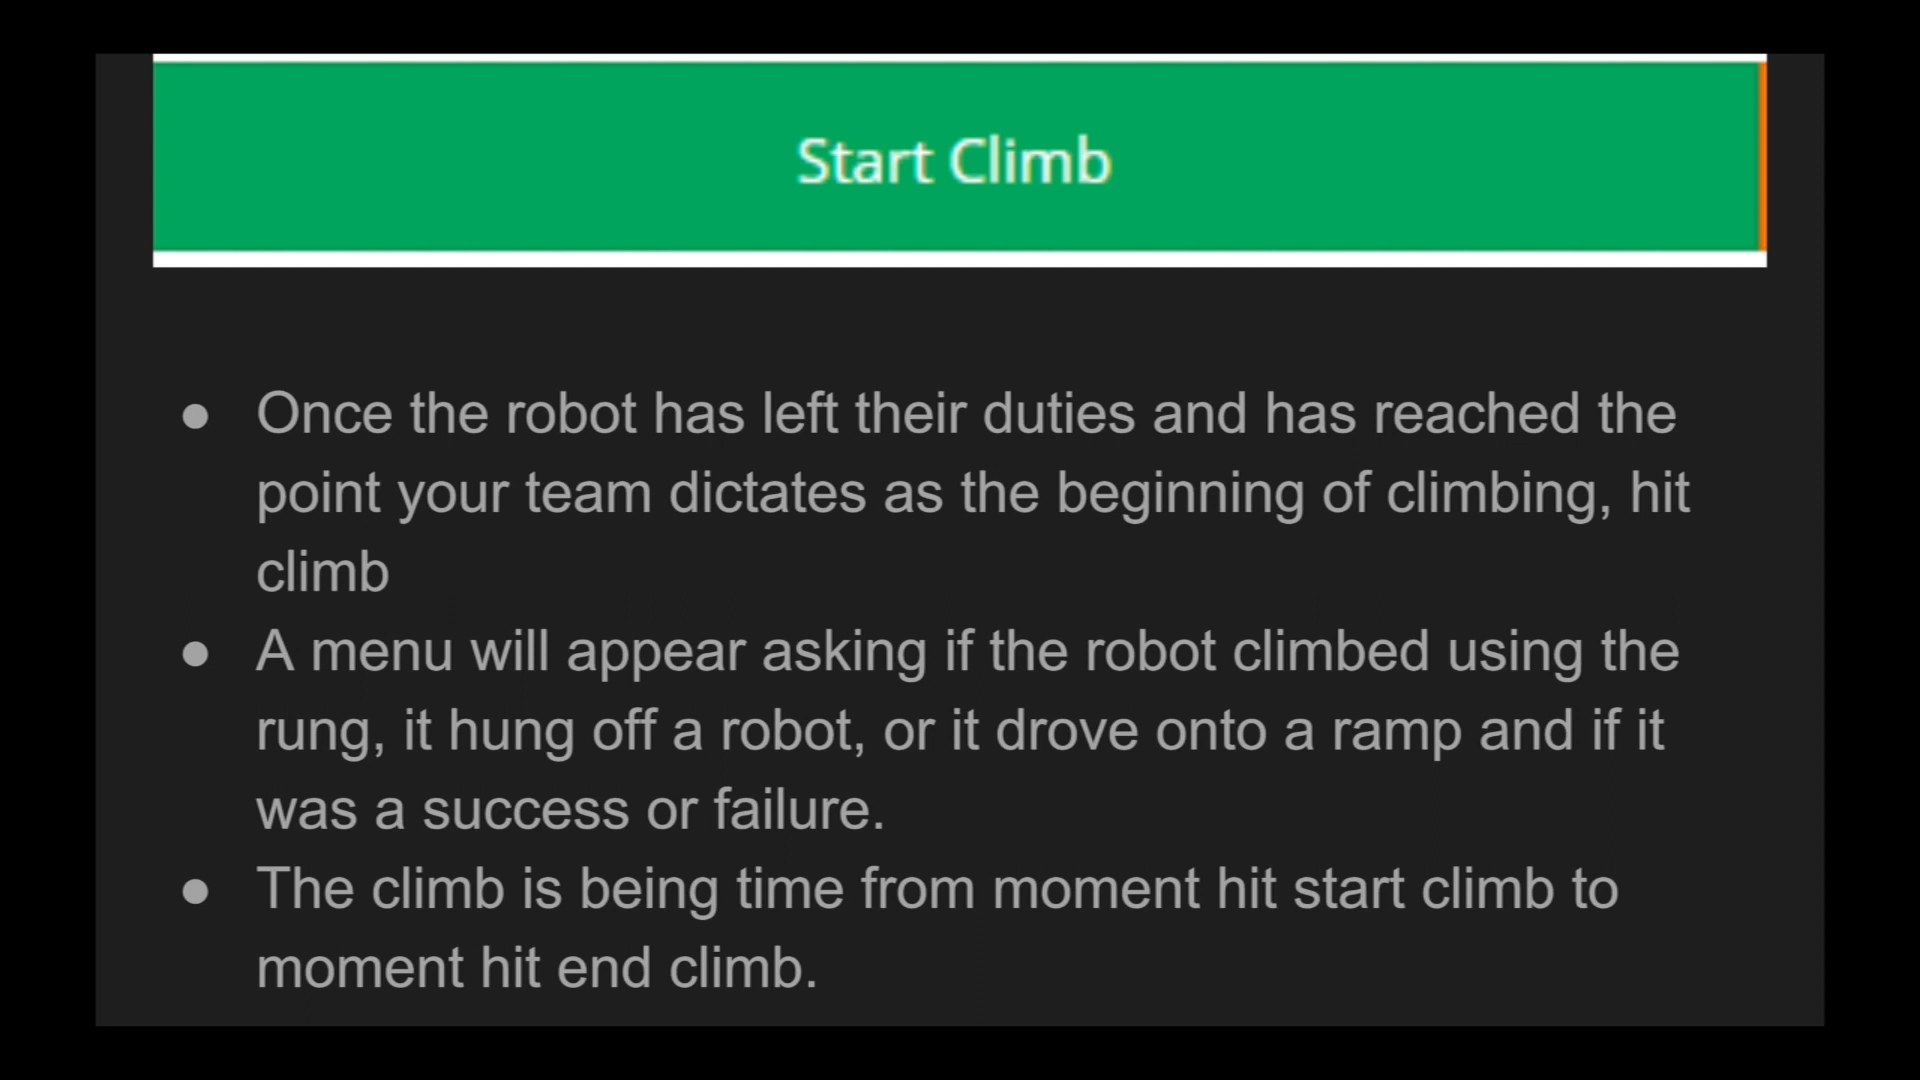 Start Climb
● Once the robot has left their duties and has reached the
point your team dictates as the beginning of climbing, hit
climb
● A menu will appear asking if the robot climbed using the
rung, it hung off a robot, or it drove onto a ramp and if it
was a success or failure.
● The climb is being time from moment hit start climb to
moment hit end climb.